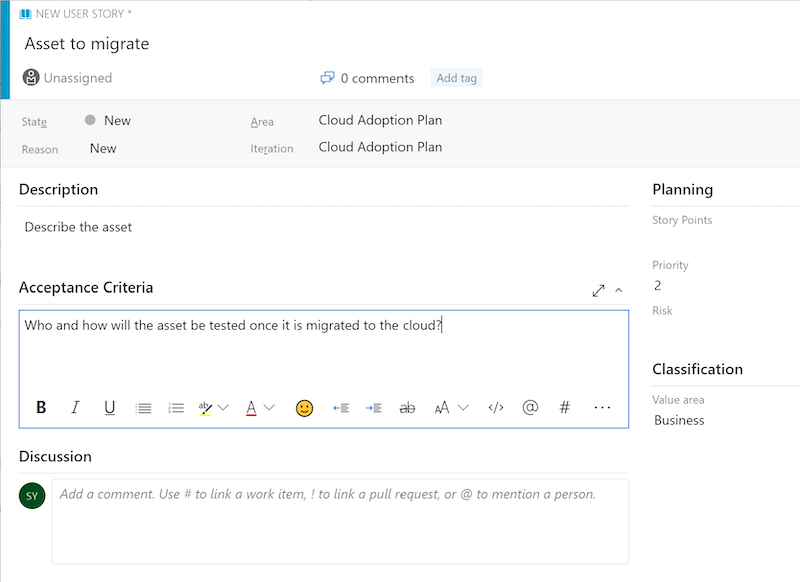 NEW USER STORY *
Asset to migrate
Unassigned
0 comments
Add tag
State
New
Area
Cloud Adoption Plan
Reason
New
Iteration
Cloud Adoption Plan
Description
Planning
Story Points
Describe the asset
Priority
2
Acceptance Criteria
Risk
Who and how will the asset be tested once it is migrated to the cloud?
Classification
Value area
Business
B I U ab A ab AA </> @ # ...
Discussion
SY
Add a comment. Use # to link a work item, ! to link a pull request, or @ to mention a person.